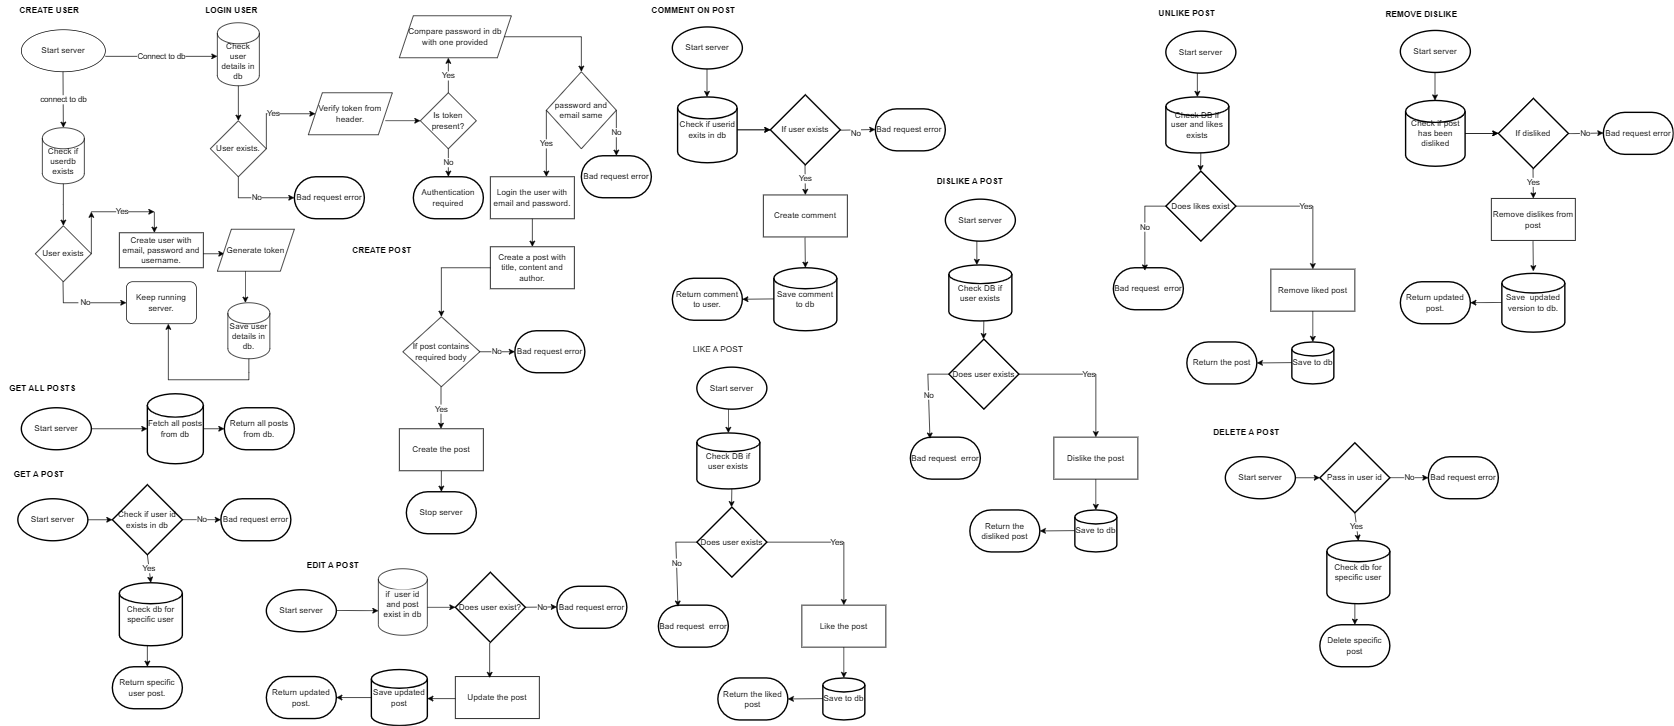 CREATE USER
Start server
Connect to db
connect to db
Check if
userdb
exists
User exists
Yes
Create user with
email, password and
username.
Generate token
No
Keep running
server.
Save user
details in
db.
LOGIN USER
Check
user
details in
db
User exists.
Yes
No
Bad request error
Verify token from
header.
Is token
present?
Yes
No
Authentication
required
Compare password in db
with one provided
password and
email same
Yes
No
Bad request error
Login the user with
email and password.
CREATE POST
Create a post with
title, content and
author.
If post contains
required body
No
Bad request error
Yes
Create the post
Stop server
GET ALL POSTS
Start server
Fetch all posts
from db
Return all posts
from db.
GET A POST
Start server
Check if user id
exists in db
No
Bad request error
Yes
Check db for
specific user
Return specific
user post.
EDIT A POST
Start server
if user id
and post
exist in db
Does user exist?
No
Bad request error
Update the post
Save updated
post
Return updated
post.
COMMENT ON POST
Start server
Check if userid
exits in db
If user exists
No
Bad request error
Yes
Create comment
Save comment
to db
Return comment
to user.
LIKE A POST
Start server
Check DB if
user exists
Does user exists
No
Yes
Bad request error
Like the post
Save to db
Return the liked
post
DISLIKE A POST
Start server
Check DB if
user exists
Does user exists
No
Yes
Bad request error
Dislike the post
Save to db
Return the
disliked post
UNLIKE POST
Start server
Check DB if
user and likes
exists
Does likes exist
No
Yes
Bad request error
Remove liked post
Save to db
Return the post
REMOVE DISLIKE
Start server
Check if post
has been
disliked
If disliked
No
Bad request error
Yes
Remove dislikes from
post
Save updated
version to db.
Return updated
post.
DELETE A POST
Start server
Pass in user id
No
Bad request error
Yes
Check db for
specific user
Delete specific
post